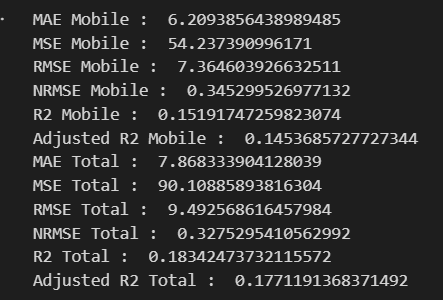 MAE Mobile :  6.2093856438989485
MSE Mobile :  54.237390996171
RMSE Mobile :  7.364603926632511
NRMSE Mobile :  0.345299526977132
R2 Mobile :  0.15191747259823074
Adjusted R2 Mobile :  0.1453685727727344
MAE Total :  7.868333904128039
MSE Total :  90.10885893816304
RMSE Total :  9.492568616457984
NRMSE Total :  0.3275295410562992
R2 Total :  0.18342473732115572
Adjusted R2 Total :  0.1771191368371492